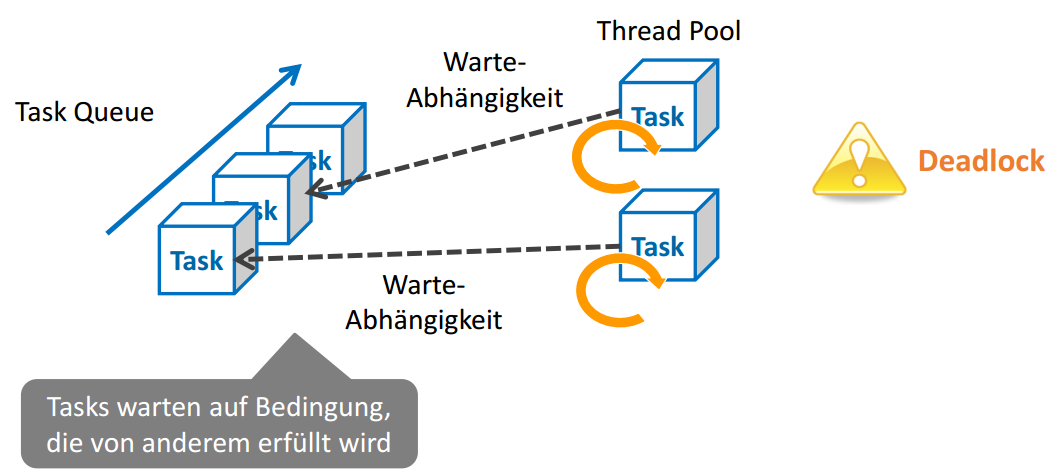 Thread Pool
Warte-
Abhängigkeit
Task Queue
Task
Task
Task
Task
Task
Deadlock
Warte-
Abhängigkeit
Tasks warten auf Bedingung,
die von anderem erfüllt wird